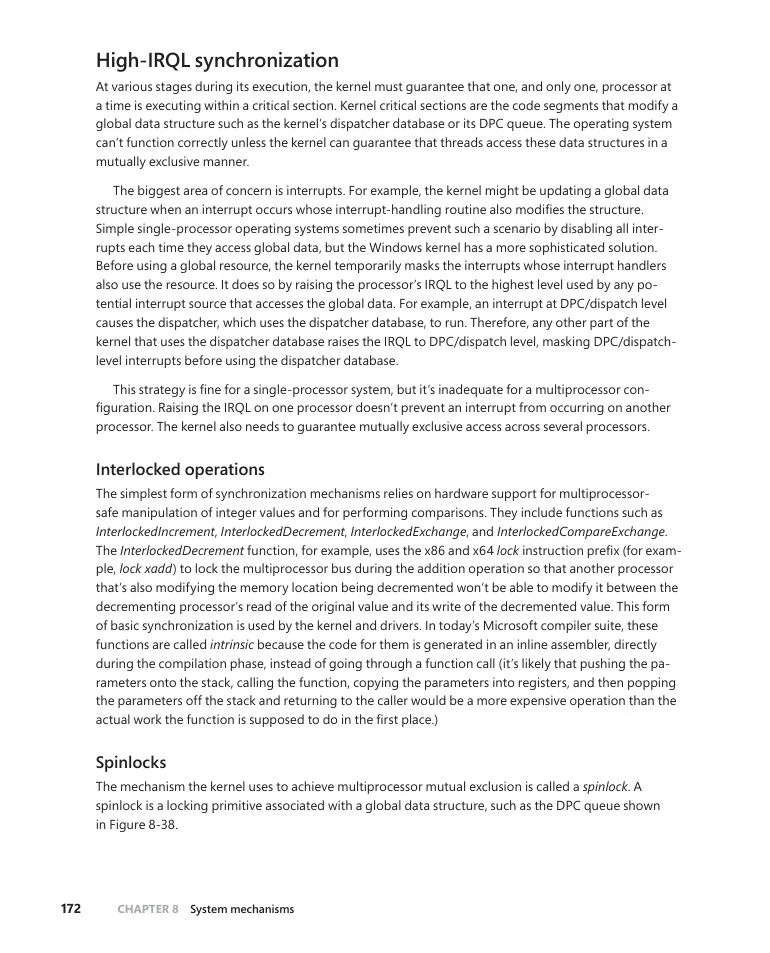 High-IRQL synchronization
At various stages during its execution, the kernel must guarantee that one, and only one, processor at
a time is executing within a critical section. Kernel critical sections are the code segments that modify a
global data structure such as the kernel’s dispatcher database or its DPC queue. The operating system
can’t function correctly unless the kernel can guarantee that threads access these data structures in a
mutually exclusive manner.
The biggest area of concern is interrupts. For example, the kernel might be updating a global data
structure when an interrupt occurs whose interrupt-handling routine also modifies the structure.
Simple single-processor operating systems sometimes prevent such a scenario by disabling all inter-
rupts each time they access global data, but the Windows kernel has a more sophisticated solution.
Before using a global resource, the kernel temporarily masks the interrupts whose interrupt handlers
also use the resource. It does so by raising the processor’s IRQL to the highest level used by any po-
tential interrupt source that accesses the global data. For example, an interrupt at DPC/dispatch level
causes the dispatcher, which uses the dispatcher database, to run. Therefore, any other part of the
kernel that uses the dispatcher database raises the IRQL to DPC/dispatch level, masking DPC/dispatch-
level interrupts before using the dispatcher database.
This strategy is fine for a single-processor system, but it’s inadequate for a multiprocessor con-
figuration. Raising the IRQL on one processor doesn’t prevent an interrupt from occurring on another
processor. The kernel also needs to guarantee mutually exclusive access across several processors.
Interlocked operations
The simplest form of synchronization mechanisms relies on hardware support for multiprocessor-
safe manipulation of integer values and for performing comparisons. They include functions such as
InterlockedIncrement, InterlockedDecrement, InterlockedExchange, and InterlockedCompareExchange.
The InterlockedDecrement function, for example, uses the x86 and x64 lock instruction prefix (for exam-
ple, lock xadd) to lock the multiprocessor bus during the addition operation so that another processor
that’s also modifying the memory location being decremented won’t be able to modify it between the
decrementing processor’s read of the original value and its write of the decremented value. This form
of basic synchronization is used by the kernel and drivers. In today’s Microsoft compiler suite, these
functions are called intrinsic because the code for them is generated in an inline assembler, directly
during the compilation phase, instead of going through a function call (it’s likely that pushing the pa-
rameters onto the stack, calling the function, copying the parameters into registers, and then popping
the parameters off the stack and returning to the caller would be a more expensive operation than the
actual work the function is supposed to do in the first place.)
Spinlocks
The mechanism the kernel uses to achieve multiprocessor mutual exclusion is called a spinlock. A
spinlock is a locking primitive associated with a global data structure, such as the DPC queue shown
in Figure 8-38.
172 CHAPTER 8 System mechanisms